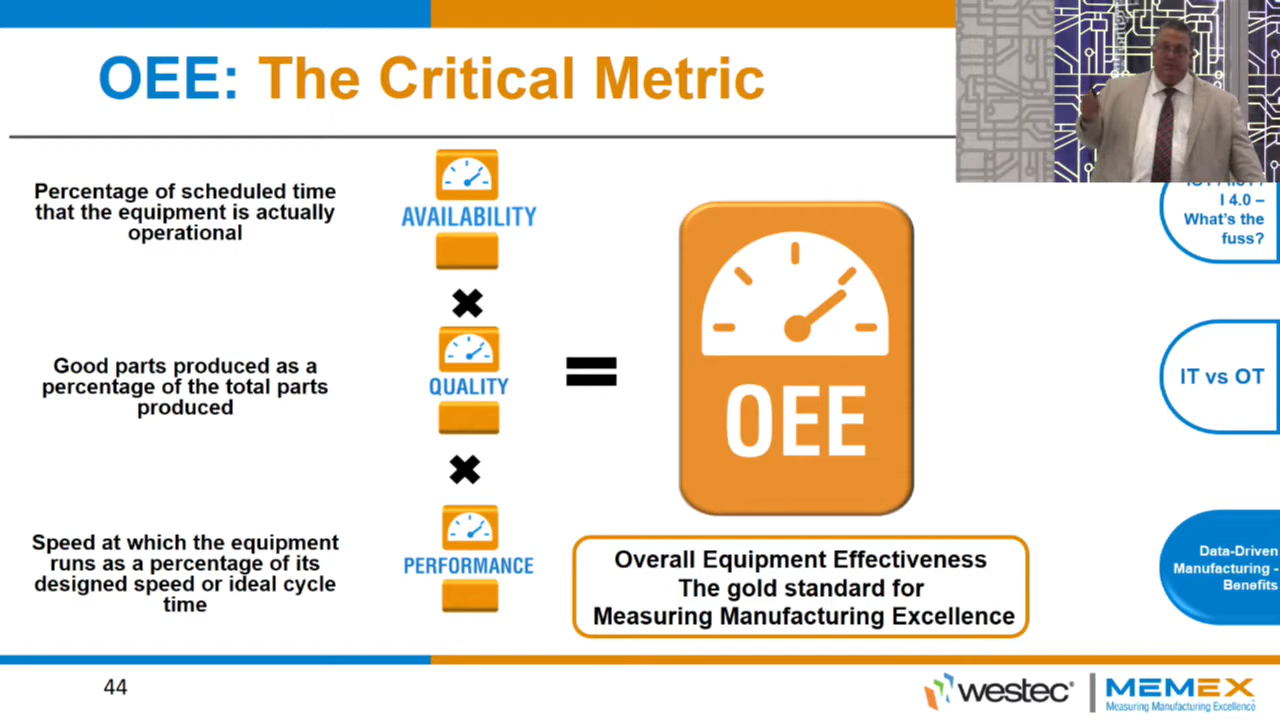 OEE: The Critical Metric
Percentage of scheduled time
that the equipment is actually
operational
AVAILABILITY
Good parts produced as a
percentage of the total parts
produced
QUALITY
Speed at which the equipment
runs as a percentage of its
designed speed or ideal cycle
time
PERFORMANCE
OEE
Overall Equipment Effectiveness
The gold standard for
Measuring Manufacturing Excellence
I 4.0 –
What's the
fuss?
IT vs OT
Data-Driven
Manufacturing -
Benefits
44
westec®
MEMEX
Measuring Manufacturing Excellence